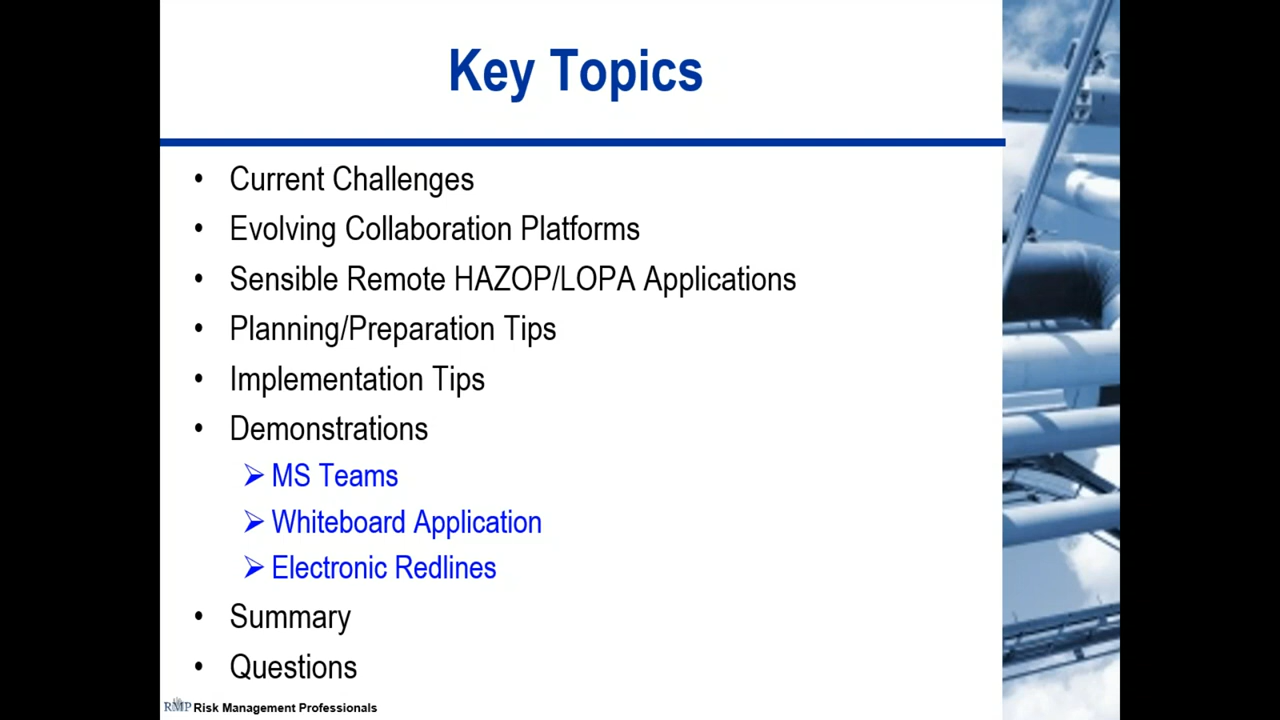 Key Topics
• Current Challenges
• Evolving Collaboration Platforms
• Sensible Remote HAZOP/LOPA Applications
• Planning/Preparation Tips
• Implementation Tips
• Demonstrations
➢ MS Teams
➢ Whiteboard Application
➢ Electronic Redlines
• Summary
• Questions
RMP Risk Management Professionals